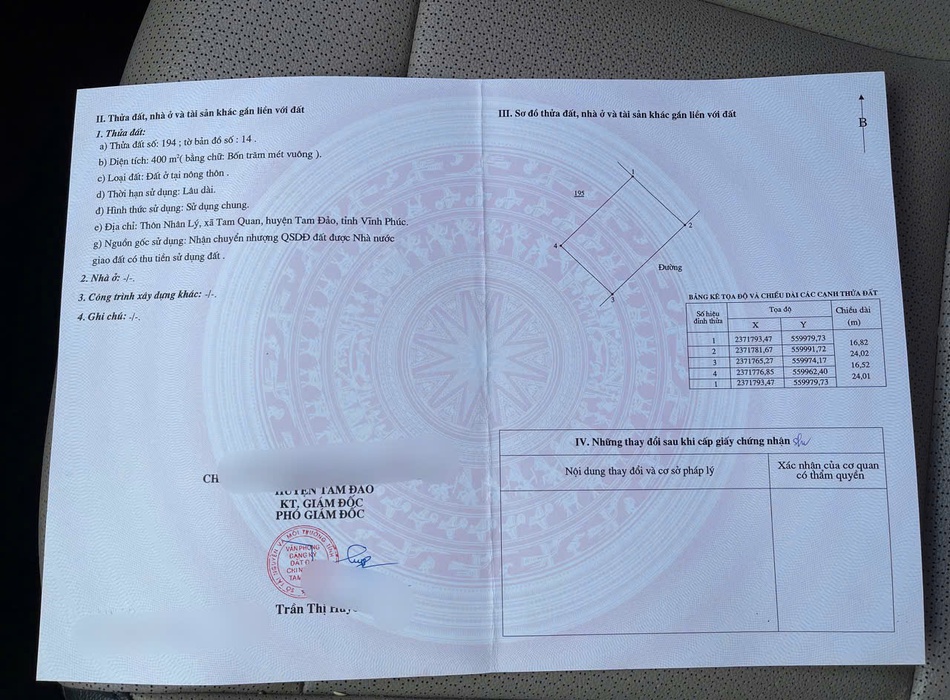 II. Thửa đất, nhà ở và tài sản khác gắn liền với đất
1. Thửa đất:
a) Thửa đất số: 194 ; tờ bản đồ số : 14 .
b) Diện tích: 400 m²( bằng chữ: Bốn trăm mét vuông ).
c) Loại đất: Đất ở tại nông thôn .
d) Thời hạn sử dụng: Lâu dài.
đ) Hình thức sử dụng: Sử dụng chung.
e) Địa chỉ: Thôn Nhân Lý, xã Tam Quan, huyện Tam Đảo, tỉnh Vĩnh Phúc.
g) Nguồn gốc sử dụng: Nhận chuyển nhượng QSDĐ đất được Nhà nước
giao đất có thu tiền sử dụng đất .
2. Nhà ở: -/-.
3. Công trình xây dựng khác: -/-.
4. Ghi chú: -/-.
CH
HUYỆN TAM ĐẢO
KT. GIÁM ĐỐC
PHÓ GIÁM ĐỐC
VĂN PHÒNG
ĐĂNG KÝ
ĐẤT
TAM
Trần Thị
III. Sơ đồ thửa đất, nhà ở và tài sản khác gắn liền với đất
B
1
195
2
4
Đường
3
BẢNG KÊ TỌA ĐỘ VÀ CHIỀU DÀI CÁC CẠNH THỬA ĐẤT
Số hiệu đỉnh thửa Tọa độ Chiều dài (m)
X Y
1 2371793,47 559979,73
16,82
2 2371781,67 559991,72
24,02
3 2371765,27 559974,17
16,52
4 2371776,85 559962,40
24,01
1 2371793,47 559979,73
IV. Những thay đổi sau khi cấp giấy chứng nhận
Nội dung thay đổi và cơ sở pháp lý
Xác nhận của cơ quan
có thẩm quyền